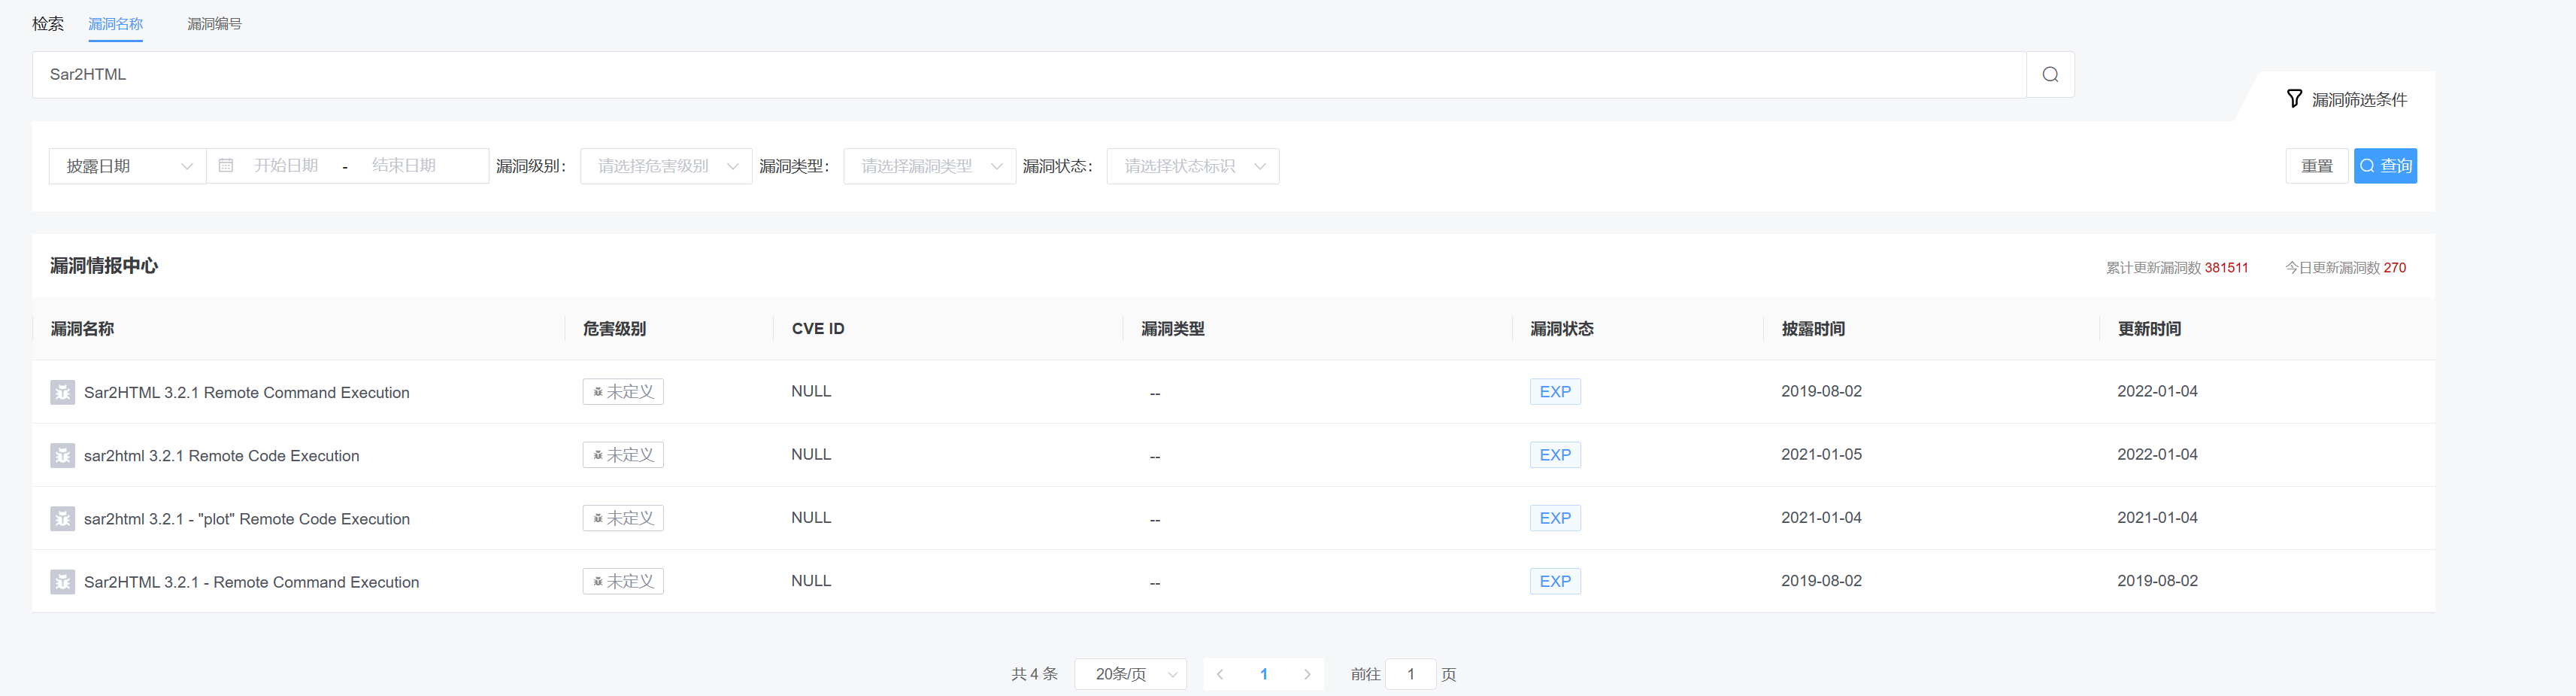 检索 漏洞名称 漏洞编号
Sar2HTML
漏洞筛选条件
披露日期 开始日期 - 结束日期 漏洞级别: 请选择危害级别 漏洞类型: 请选择漏洞类型 漏洞状态: 请选择状态标识 重置 查询
漏洞情报中心 累计更新漏洞数 381511 今日更新漏洞数 270
漏洞名称 危害级别 CVE ID 漏洞类型 漏洞状态 披露时间 更新时间
Sar2HTML 3.2.1 Remote Command Execution 未定义 NULL -- EXP 2019-08-02 2022-01-04
sar2html 3.2.1 Remote Code Execution 未定义 NULL -- EXP 2021-01-05 2022-01-04
sar2html 3.2.1 - "plot" Remote Code Execution 未定义 NULL -- EXP 2021-01-04 2021-01-04
Sar2HTML 3.2.1 - Remote Command Execution 未定义 NULL -- EXP 2019-08-02 2019-08-02
共 4 条 20条/页 1 前往 1 页